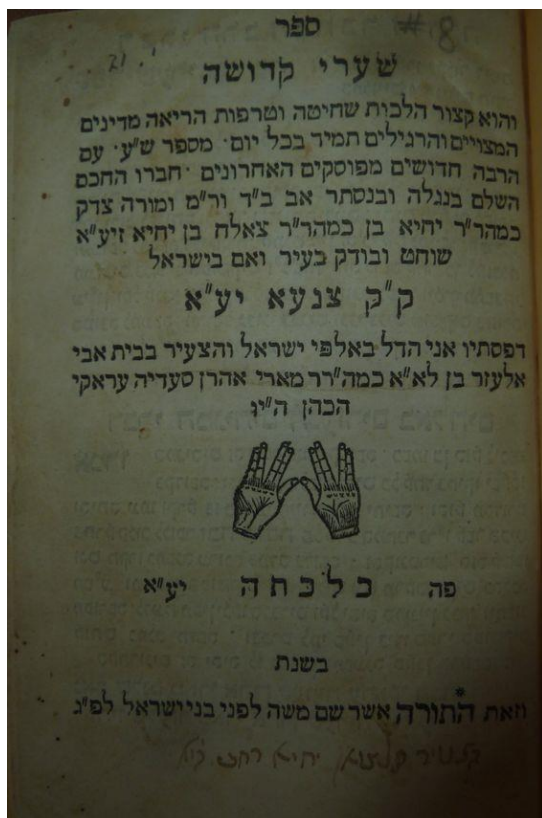 # 8
21
ספר
שערי קדושה
והוא קצור הלכות שחיטה וטרפות הריאה מדינים
המצויים והרגילים תמיד בכל יום· מספר ש״ע· עם
הרבה חדושים מפוסקים האחרונים· חברו החכם
השלם בנגלה ובנסתר אב ב״ד ור״מ ומורה צדק
כמהר״ר יחיא בן כמהר״ר צאלח בן יחיא זיע״א
שוחט ובודק בעיר ואם בישראל
ק״ק צנעא יע״א
דפסתיו אני הדל באלפי ישראל והצעיר בבית אבי
אלעזר בן לא״א כמה״רר מארי אהרן סעדיה עראקי
הכהן ה״יו
פה כלכתה יע״א
בשנת
וזאת התורה* אשר שם משה לפני בני ישראל לפ״ג
יחיא